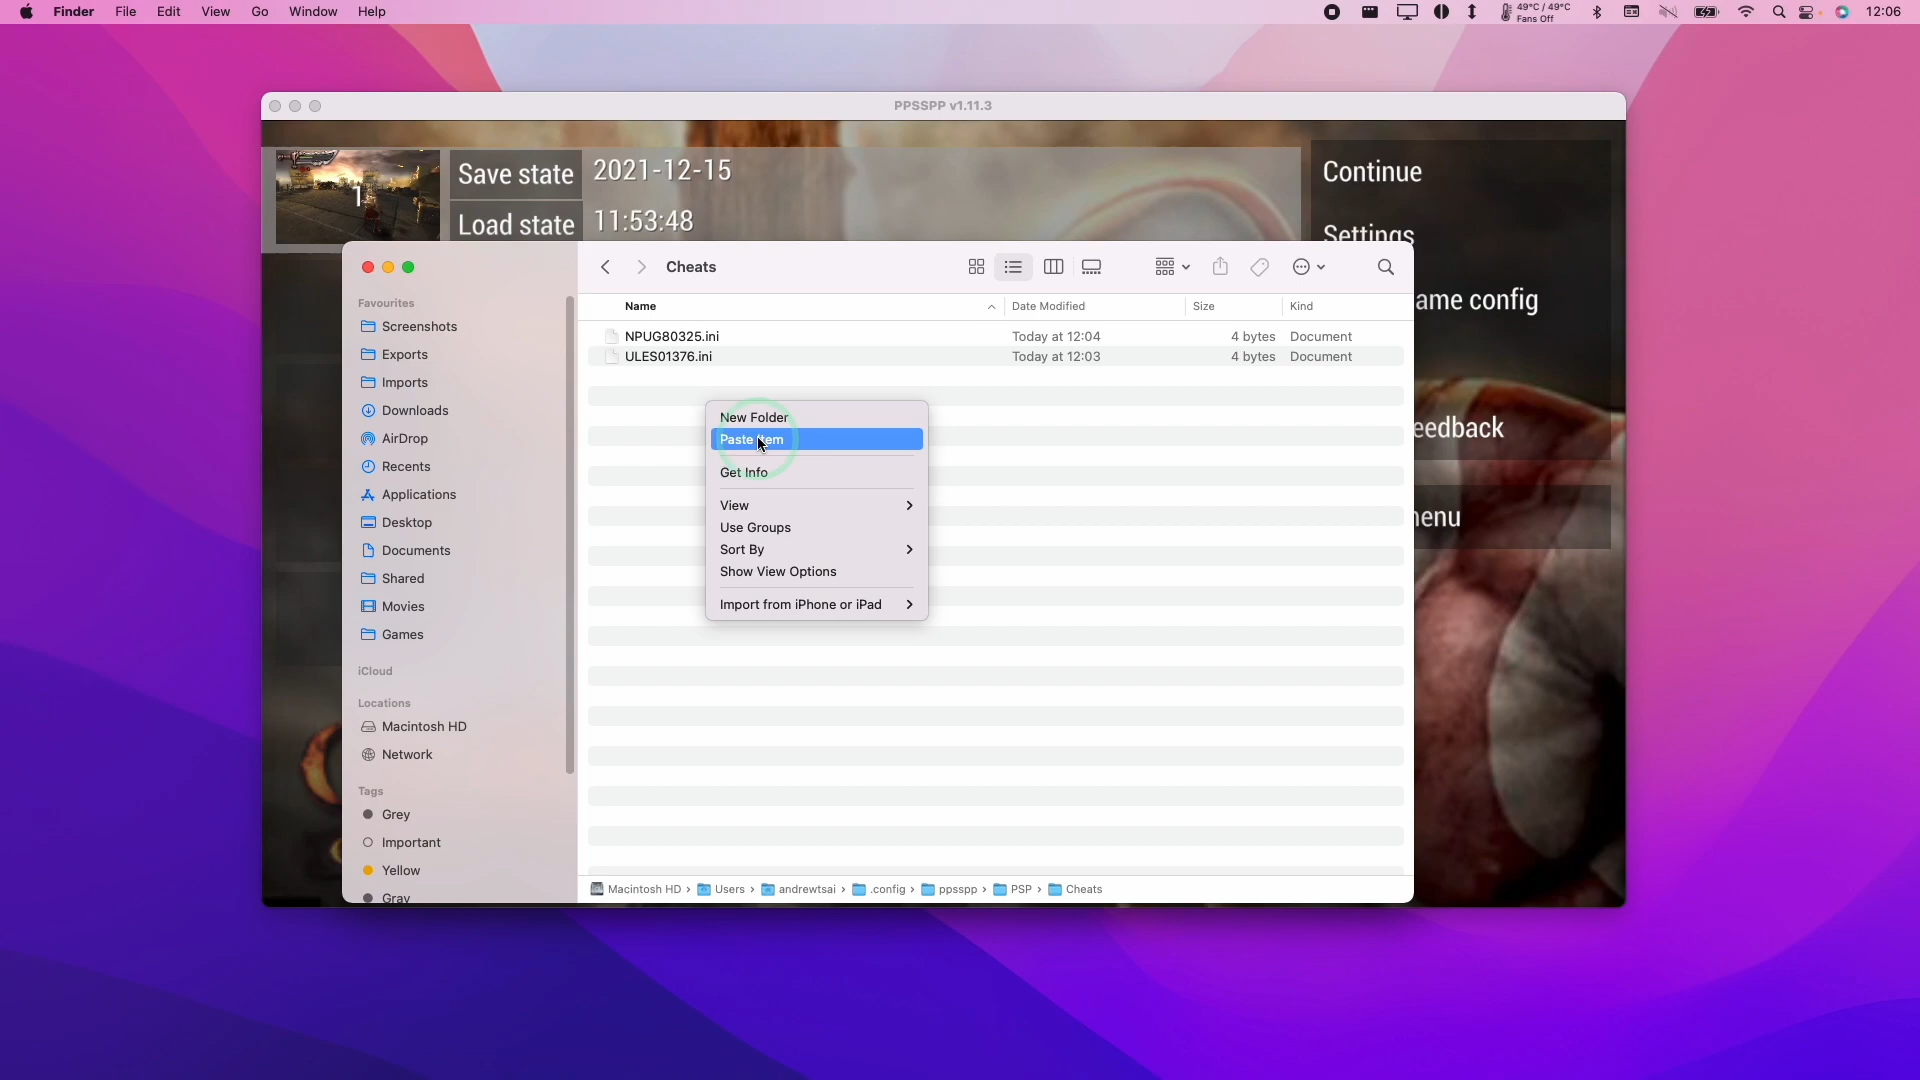 Finder File Edit View Go Window Help
49°C / 49°C
Fans Off
12:06
PPSSPP v1.11.3
1
Save state
2021-12-15
Load state
11:53:48
Continue
Settings
ame config
eedback
enu
Cheats
Favourites
Screenshots
Exports
Imports
Downloads
AirDrop
Recents
Applications
Desktop
Documents
Shared
Movies
Games
iCloud
Locations
Macintosh HD
Network
Tags
Grey
Important
Yellow
Gray
Name Date Modified Size Kind
NPUG80325.ini Today at 12:04 4 bytes Document
ULES01376.ini Today at 12:03 4 bytes Document
New Folder
Paste Item
Get Info
View
Use Groups
Sort By
Show View Options
Import from iPhone or iPad
Macintosh HD › Users › andrewtsai › .config › ppsspp › PSP › Cheats